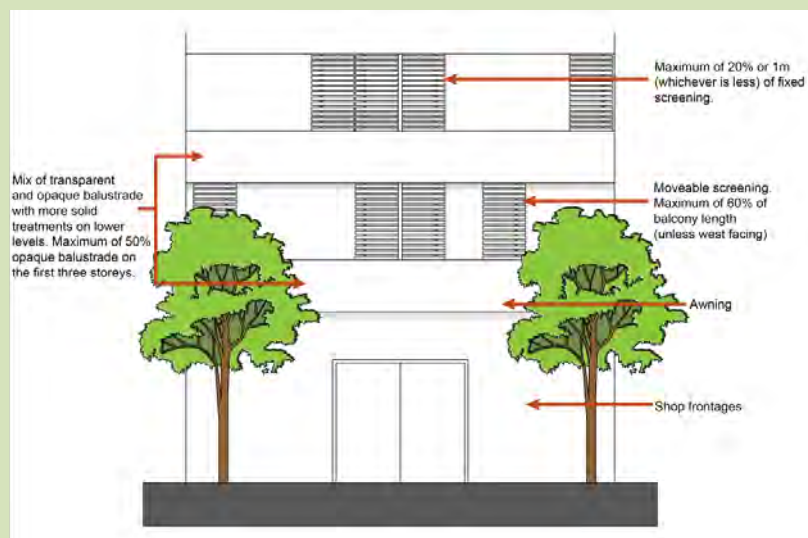 Maximum of 20% or 1m
(whichever is less) of fixed
screening.
Mix of transparent
and opaque balustrade
with more solid
treatments on lower
levels. Maximum of 50%
opaque balustrade on
the first three storeys.
Moveable screening.
Maximum of 60% of
balcony length
(unless west facing)
Awning
Shop frontages